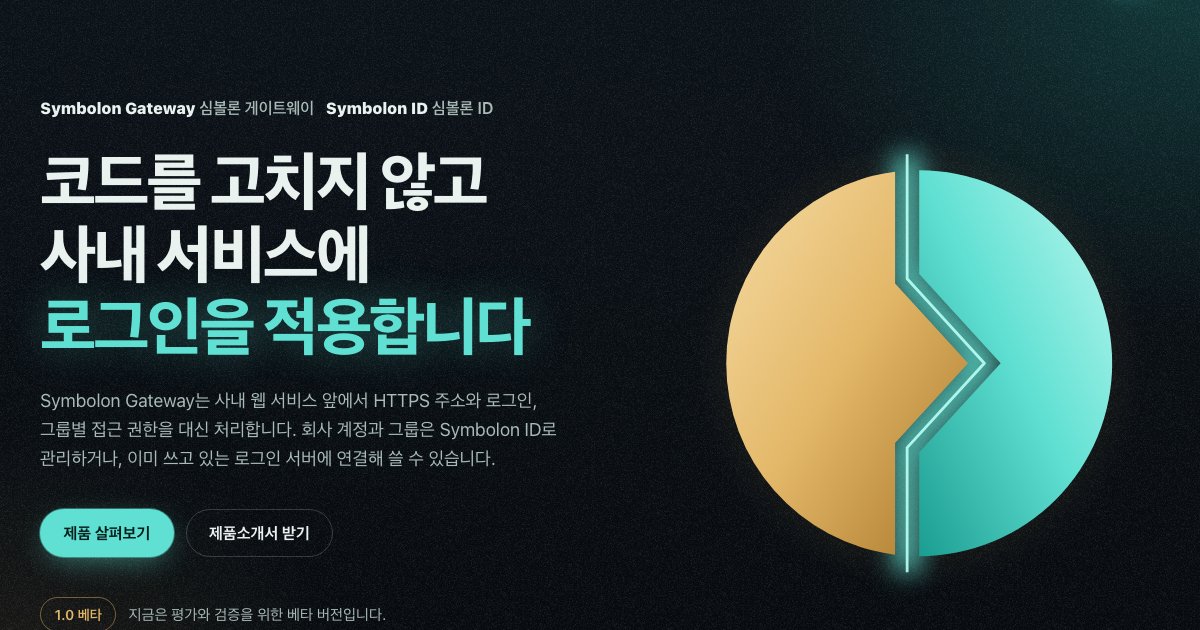 Symbolon Gateway 심볼론 게이트웨이 Symbolon ID 심볼론 ID
코드를 고치지 않고
사내 서비스에
로그인을 적용합니다
Symbolon Gateway는 사내 웹 서비스 앞에서 HTTPS 주소와 로그인,
그룹별 접근 권한을 대신 처리합니다. 회사 계정과 그룹은 Symbolon ID로
관리하거나, 이미 쓰고 있는 로그인 서버에 연결해 쓸 수 있습니다.
제품 살펴보기 제품소개서 받기
1.0 베타 지금은 평가와 검증을 위한 베타 버전입니다.